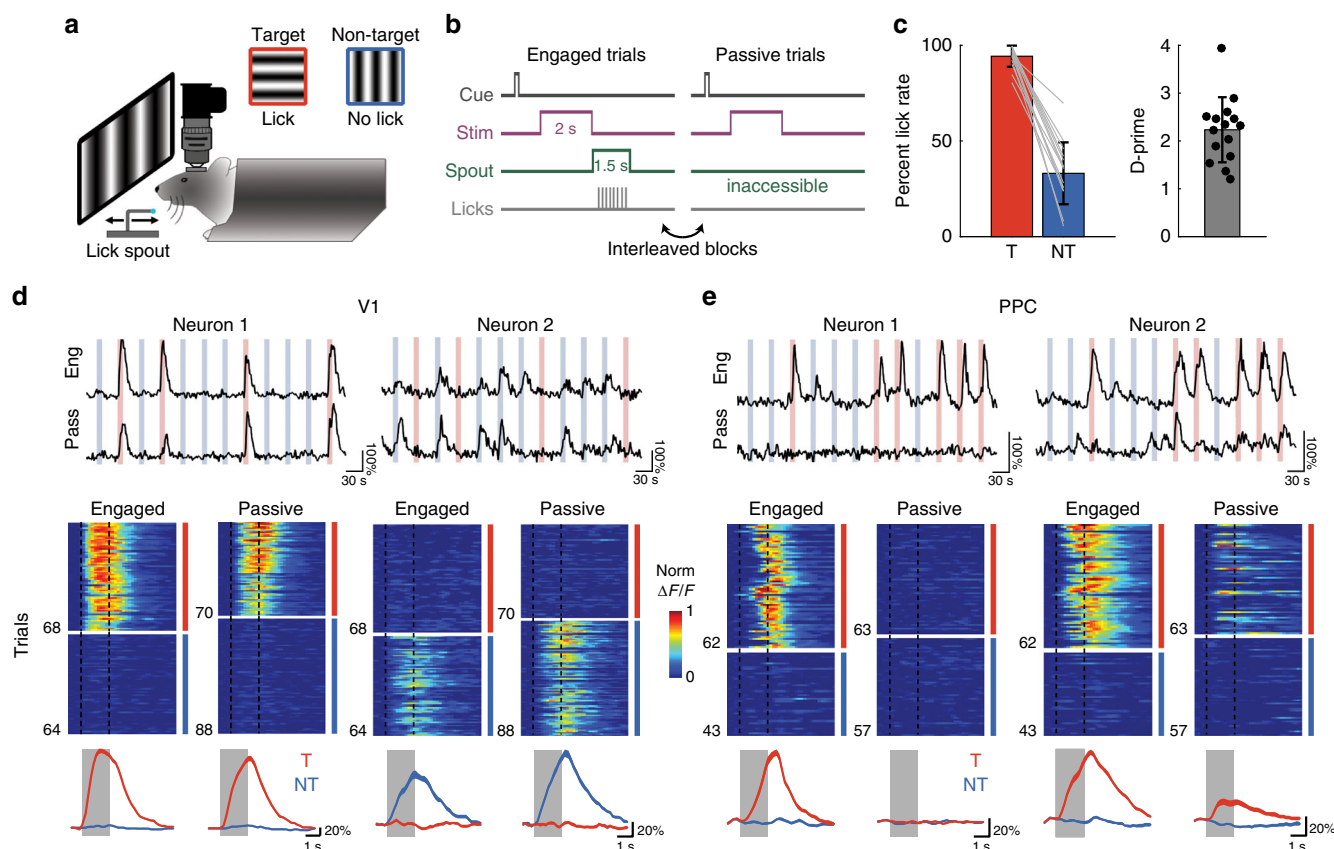 a
Target
Non-target
Lick
No lick
Lick spout
b
Engaged trials
Passive trials
Cue
Stim
2 s
Spout
1.5 s
inaccessible
Licks
Interleaved blocks
c
Percent lick rate
100
50
0
T
NT
D-prime
4
3
2
1
0
d
V1
Neuron 1
Neuron 2
Eng
Pass
100%
30 s
100%
30 s
Engaged
Passive
Engaged
Passive
Trials
68
64
70
88
68
64
70
88
Norm
ΔF/F
1
0
T
NT
20%
1 s
20%
1 s
e
PPC
Neuron 1
Neuron 2
Eng
Pass
100%
30 s
100%
30 s
Engaged
Passive
Engaged
Passive
62
43
63
57
62
43
63
57
T
NT
20%
1 s
20%
1 s